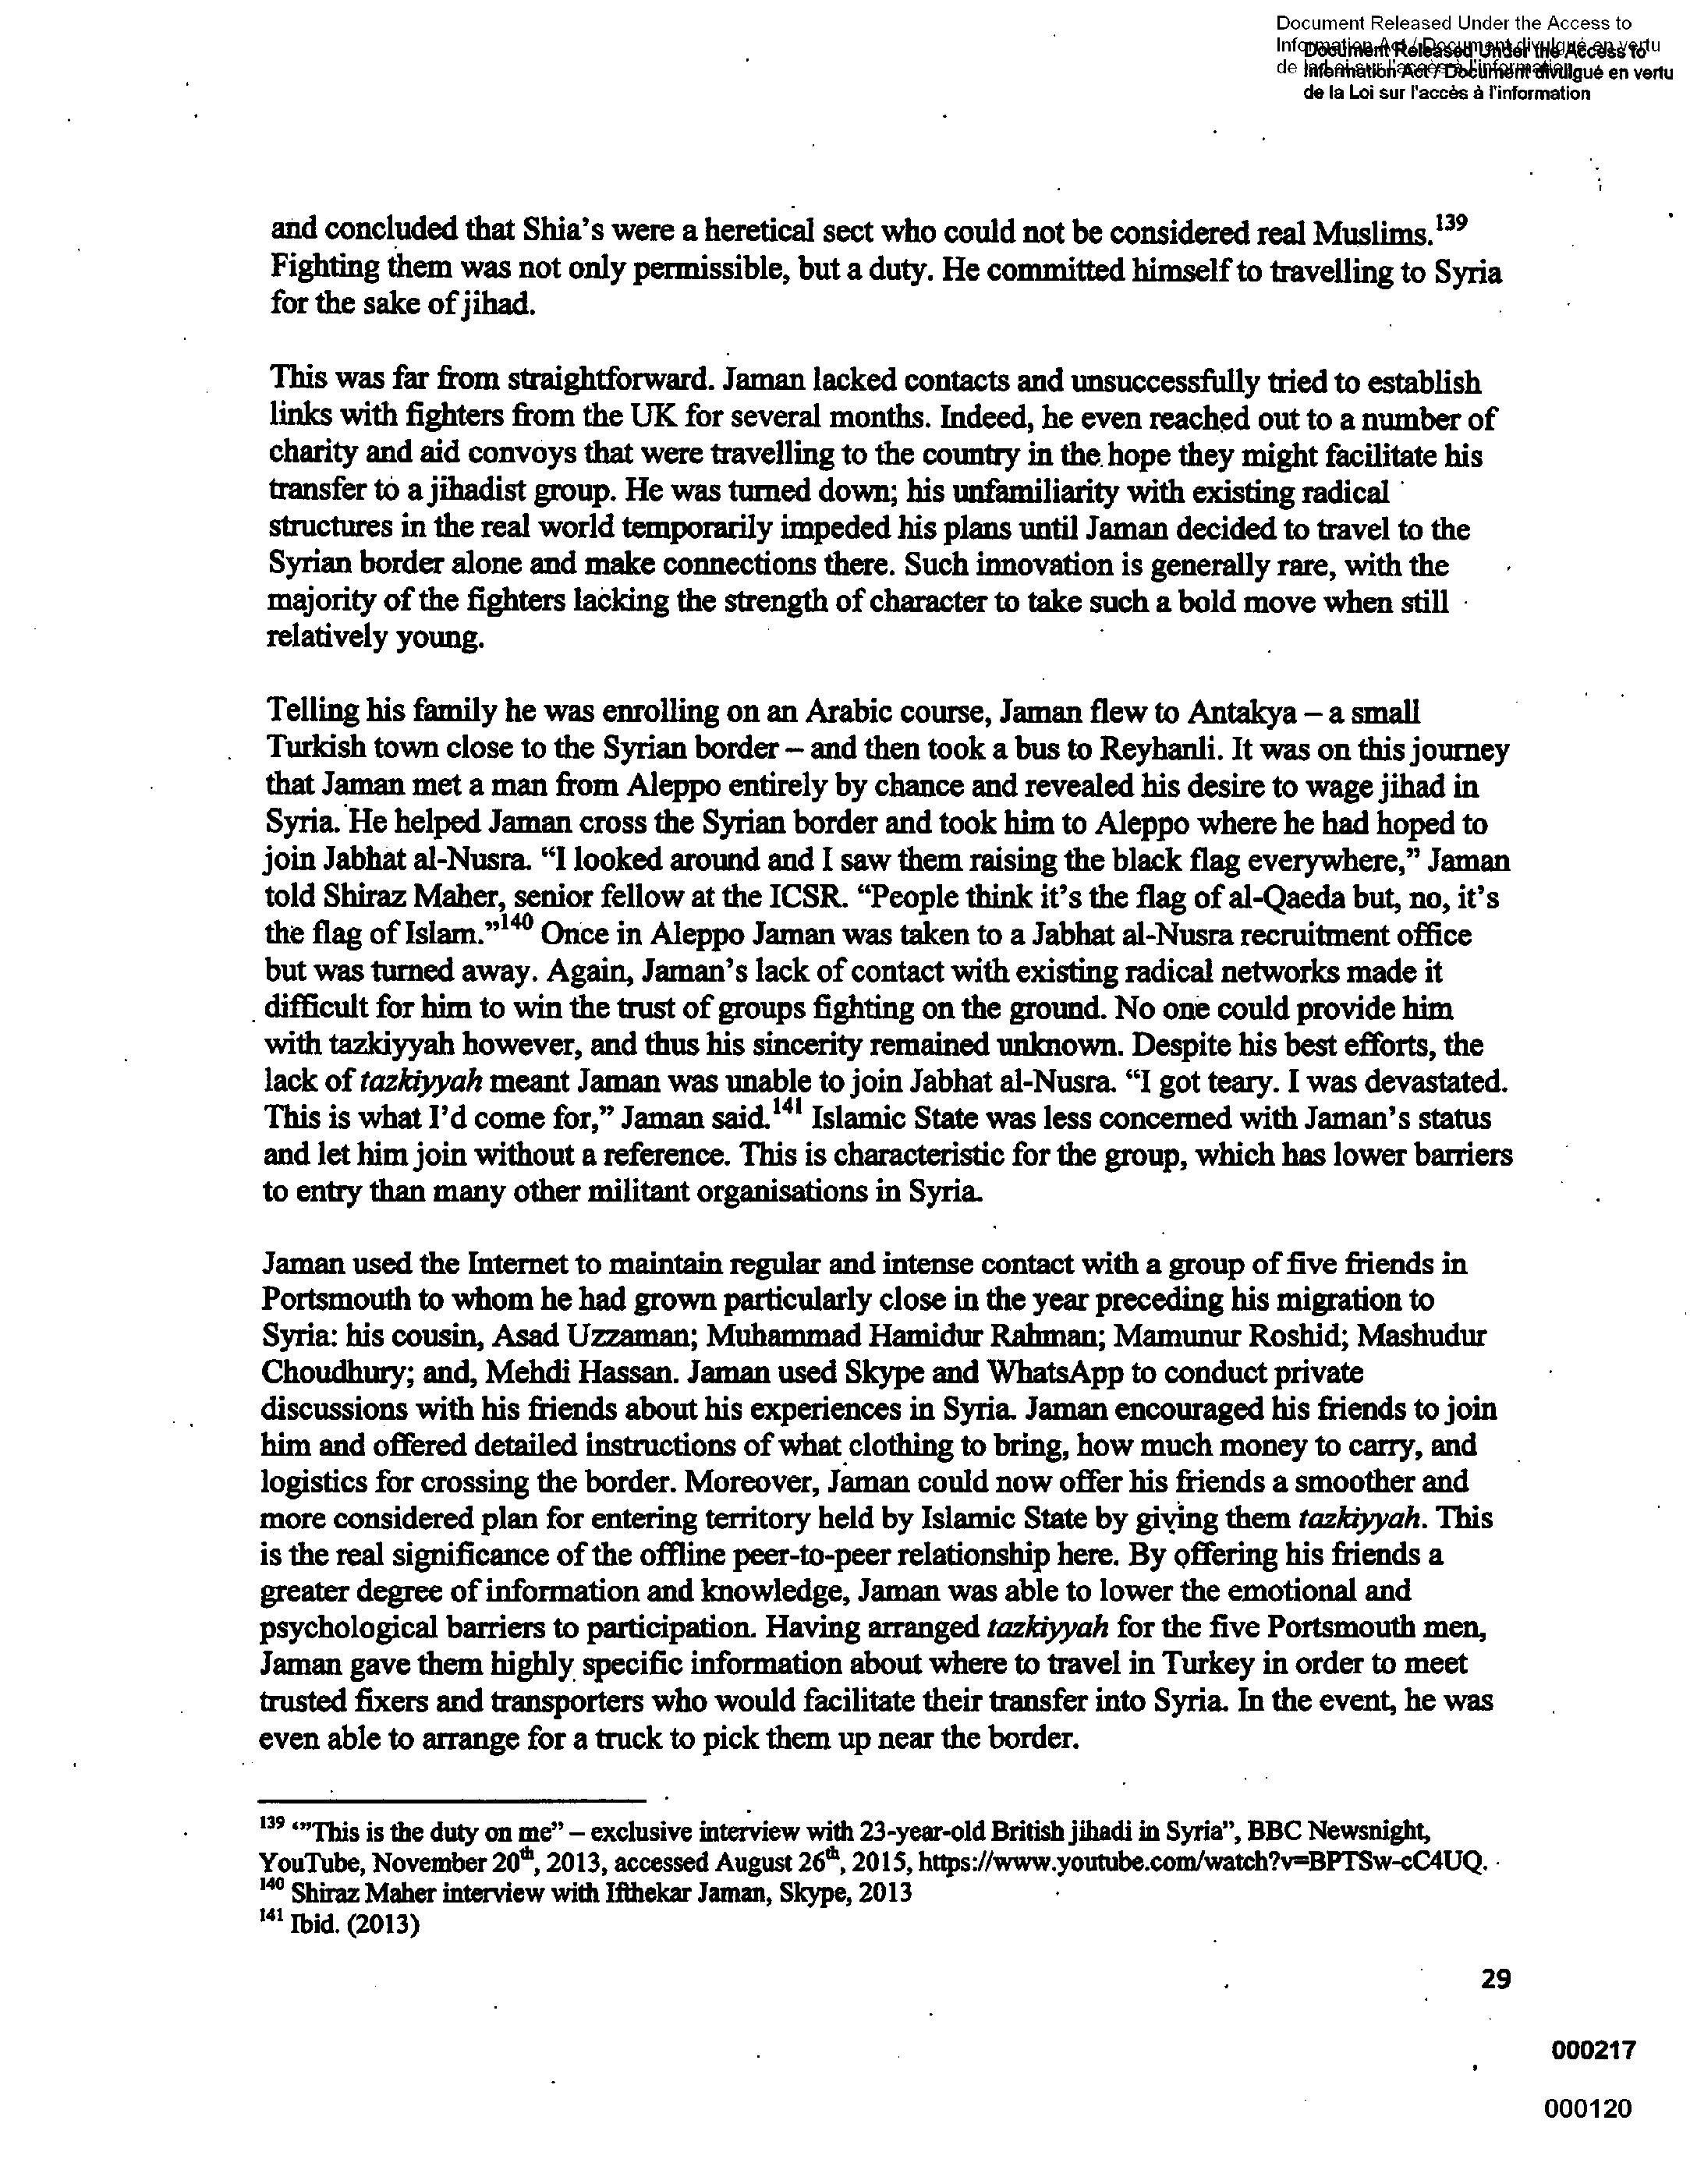 Document Released Under the Access to
Information Act / Document divulgué en vertu
de la Loi sur l'accès à l'information
Document Released Under the Access to
Information Act / Document divulgué en vertu
de la Loi sur l'accès à l'information
and concluded that Shia's were a heretical sect who could not be considered real Muslims.139
Fighting them was not only permissible, but a duty. He committed himself to travelling to Syria
for the sake of jihad.
This was far from straightforward. Jaman lacked contacts and unsuccessfully tried to establish
links with fighters from the UK for several months. Indeed, he even reached out to a number of
charity and aid convoys that were travelling to the country in the hope they might facilitate his
transfer to a jihadist group. He was turned down; his unfamiliarity with existing radical
structures in the real world temporarily impeded his plans until Jaman decided to travel to the
Syrian border alone and make connections there. Such innovation is generally rare, with the
majority of the fighters lacking the strength of character to take such a bold move when still
relatively young.
Telling his family he was enrolling on an Arabic course, Jaman flew to Antakya – a small
Turkish town close to the Syrian border – and then took a bus to Reyhanli. It was on this journey
that Jaman met a man from Aleppo entirely by chance and revealed his desire to wage jihad in
Syria. He helped Jaman cross the Syrian border and took him to Aleppo where he had hoped to
join Jabhat al-Nusra. “I looked around and I saw them raising the black flag everywhere,” Jaman
told Shiraz Maher, senior fellow at the ICSR. “People think it’s the flag of al-Qaeda but, no, it’s
the flag of Islam.”140 Once in Aleppo Jaman was taken to a Jabhat al-Nusra recruitment office
but was turned away. Again, Jaman’s lack of contact with existing radical networks made it
difficult for him to win the trust of groups fighting on the ground. No one could provide him
with tazkiyyah however, and thus his sincerity remained unknown. Despite his best efforts, the
lack of tazkiyyah meant Jaman was unable to join Jabhat al-Nusra. “I got teary. I was devastated.
This is what I’d come for,” Jaman said.141 Islamic State was less concerned with Jaman’s status
and let him join without a reference. This is characteristic for the group, which has lower barriers
to entry than many other militant organisations in Syria.
Jaman used the Internet to maintain regular and intense contact with a group of five friends in
Portsmouth to whom he had grown particularly close in the year preceding his migration to
Syria: his cousin, Asad Uzzaman; Muhammad Hamidur Rahman; Mamunur Roshid; Mashudur
Choudhury; and, Mehdi Hassan. Jaman used Skype and WhatsApp to conduct private
discussions with his friends about his experiences in Syria. Jaman encouraged his friends to join
him and offered detailed instructions of what clothing to bring, how much money to carry, and
logistics for crossing the border. Moreover, Jaman could now offer his friends a smoother and
more considered plan for entering territory held by Islamic State by giving them tazkiyyah. This
is the real significance of the offline peer-to-peer relationship here. By offering his friends a
greater degree of information and knowledge, Jaman was able to lower the emotional and
psychological barriers to participation. Having arranged tazkiyyah for the five Portsmouth men,
Jaman gave them highly specific information about where to travel in Turkey in order to meet
trusted fixers and transporters who would facilitate their transfer into Syria. In the event, he was
even able to arrange for a truck to pick them up near the border.
139 ‘”This is the duty on me” – exclusive interview with 23-year-old British jihadi in Syria”, BBC Newsnight,
YouTube, November 20th, 2013, accessed August 26th, 2015, https://www.youtube.com/watch?v=BPTSw-cC4UQ.
140 Shiraz Maher interview with Ifthekar Jaman, Skype, 2013
141 Ibid. (2013)
29
000217
000120